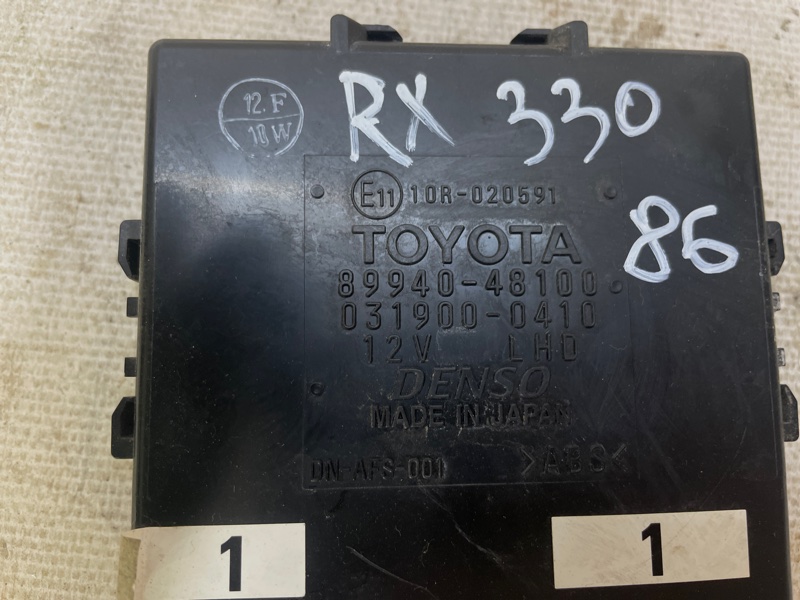 RX 330
12.F
10W
E11 10R-020591
TOYOTA
86
89940-48100
031900-0410
12V LHD
DENSO
MADE IN JAPAN
DN-AFS-001 >ABS<
1 1